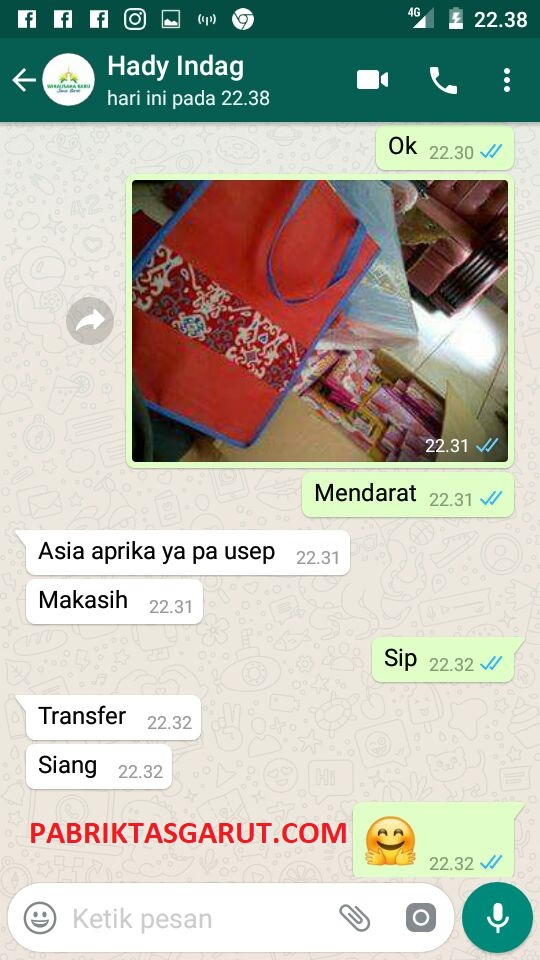 4G 22.38
Hady Indag
hari ini pada 22.38
Ok 22.30
22.31
Mendarat 22.31
Asia aprika ya pa usep 22.31
Makasih 22.31
Sip 22.32
Transfer 22.32
Siang 22.32
PABRIKTASGARUT.COM
22.32
Ketik pesan